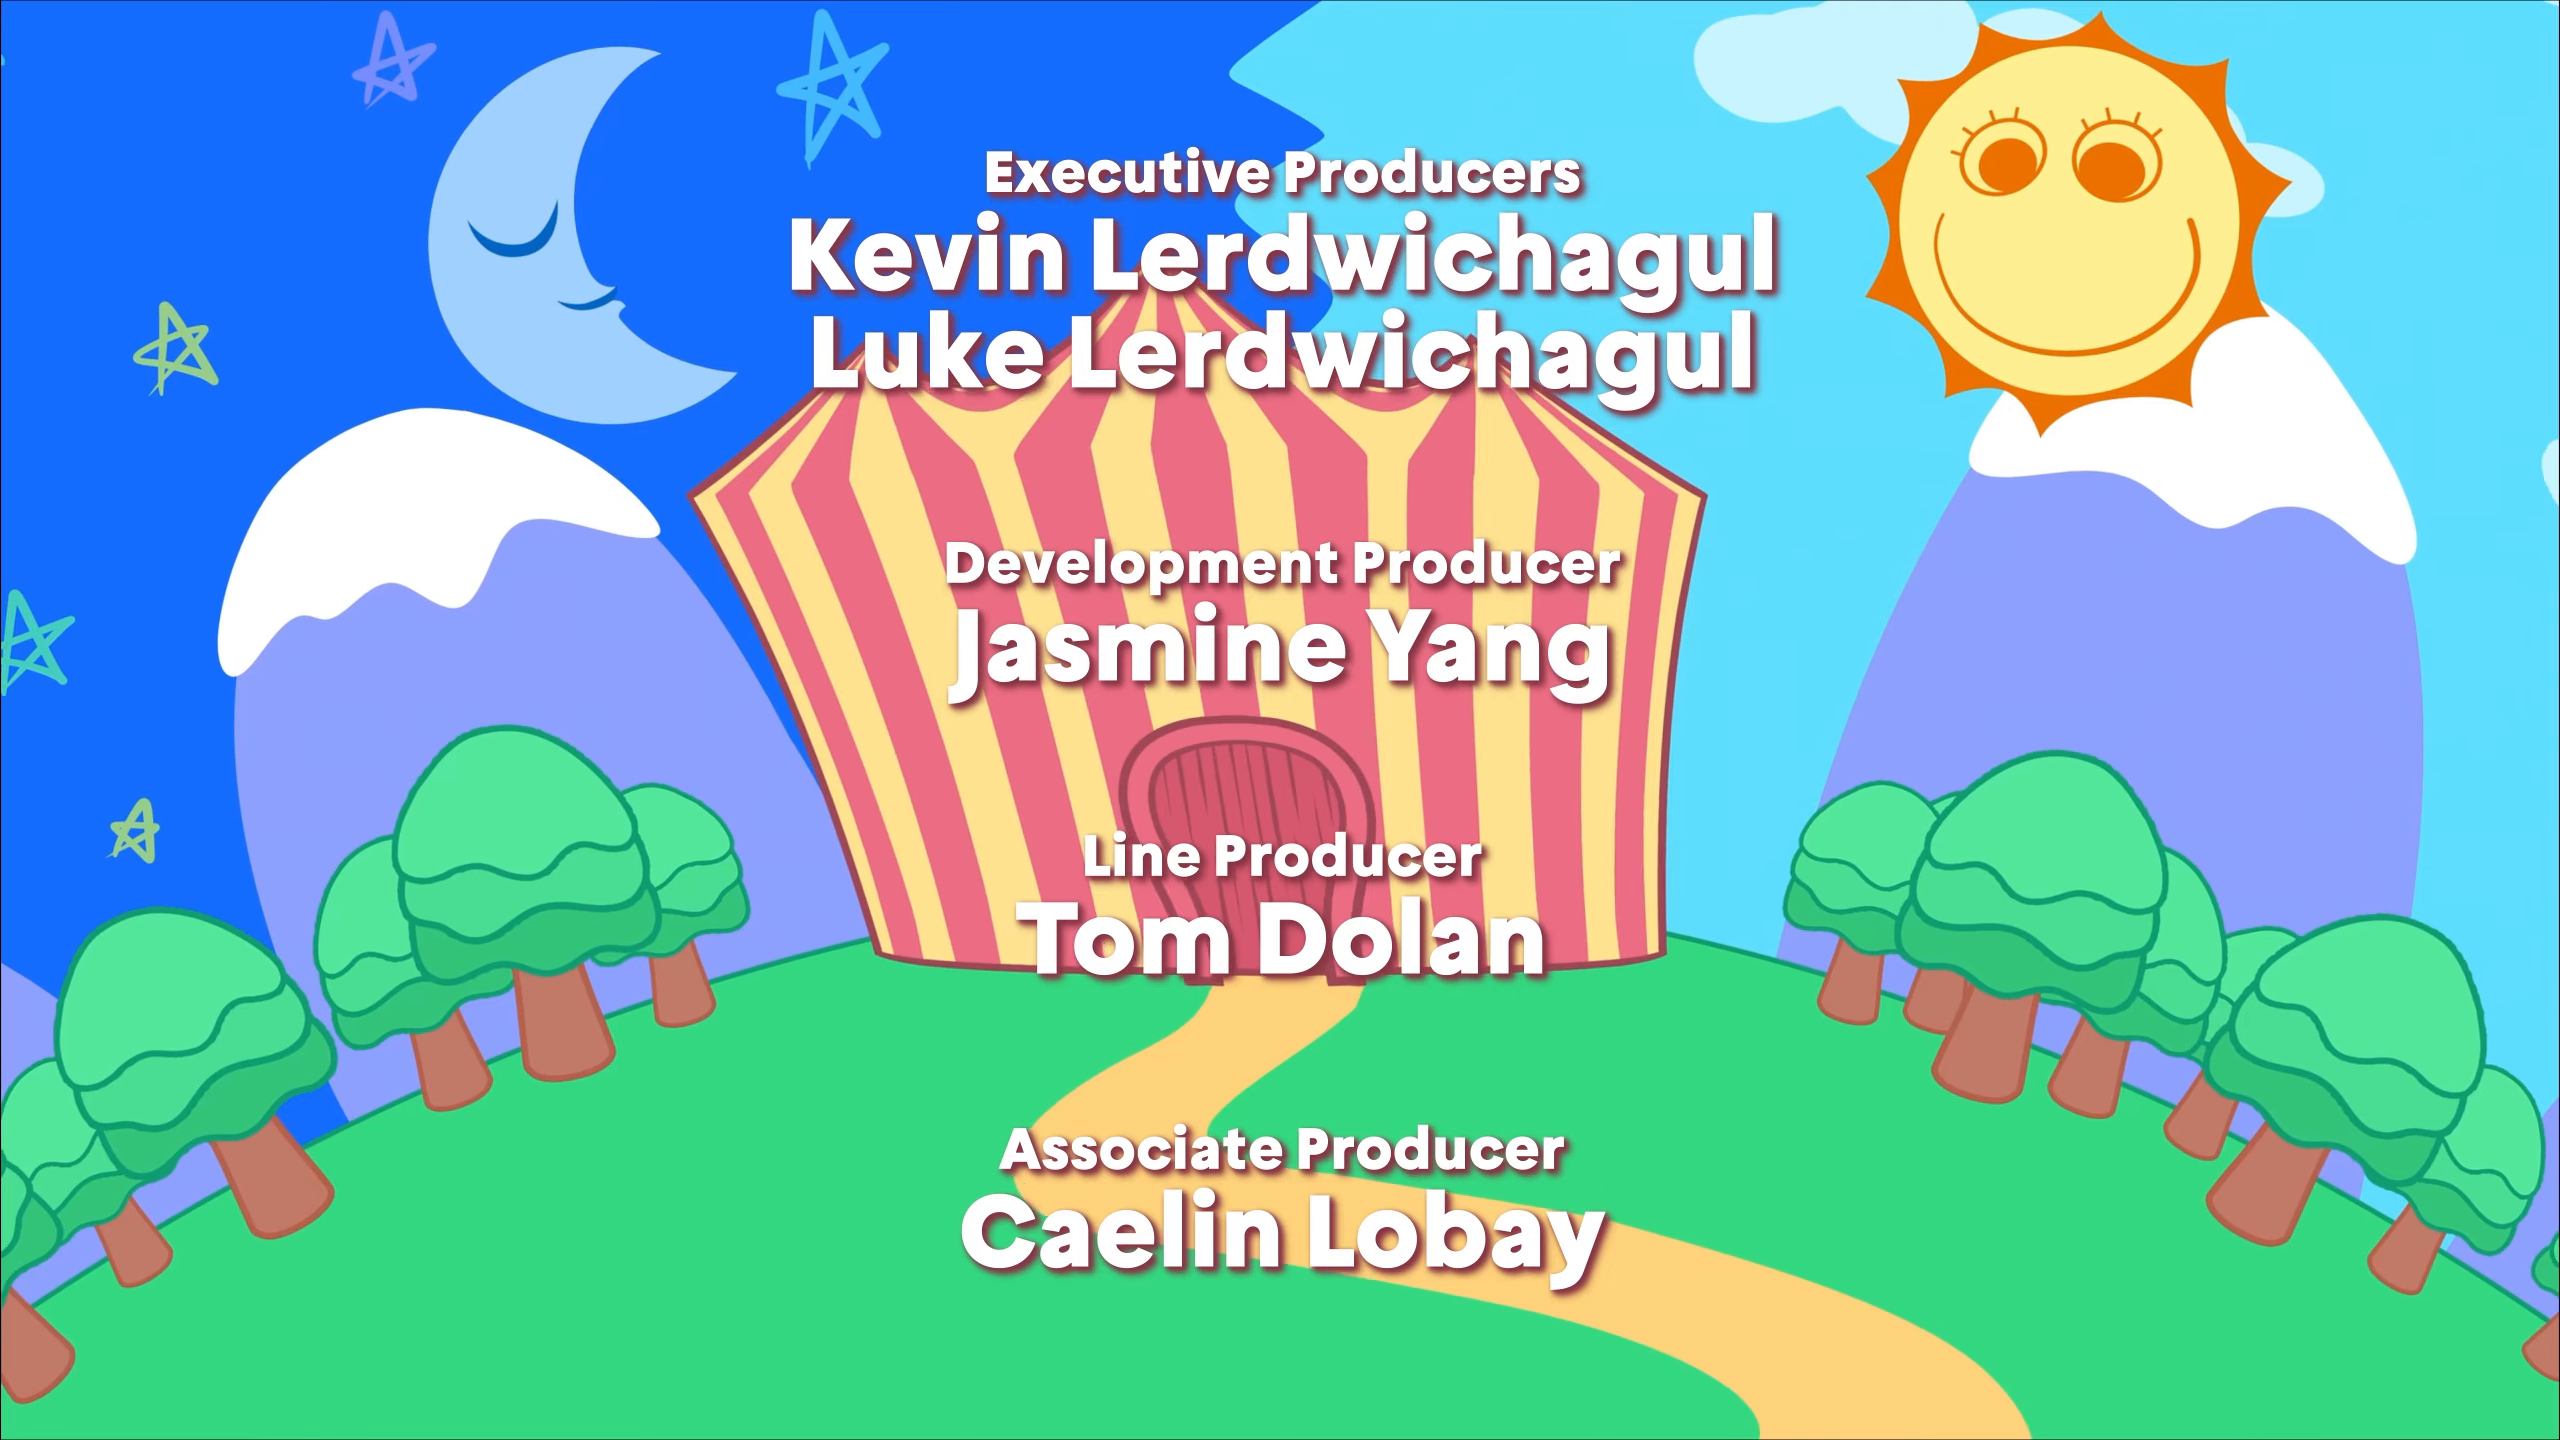 Executive Producers
Kevin Lerdwichagul
Luke Lerdwichagul
Development Producer
Jasmine Yang
Line Producer
Tom Dolan
Associate Producer
Caelin Lobay